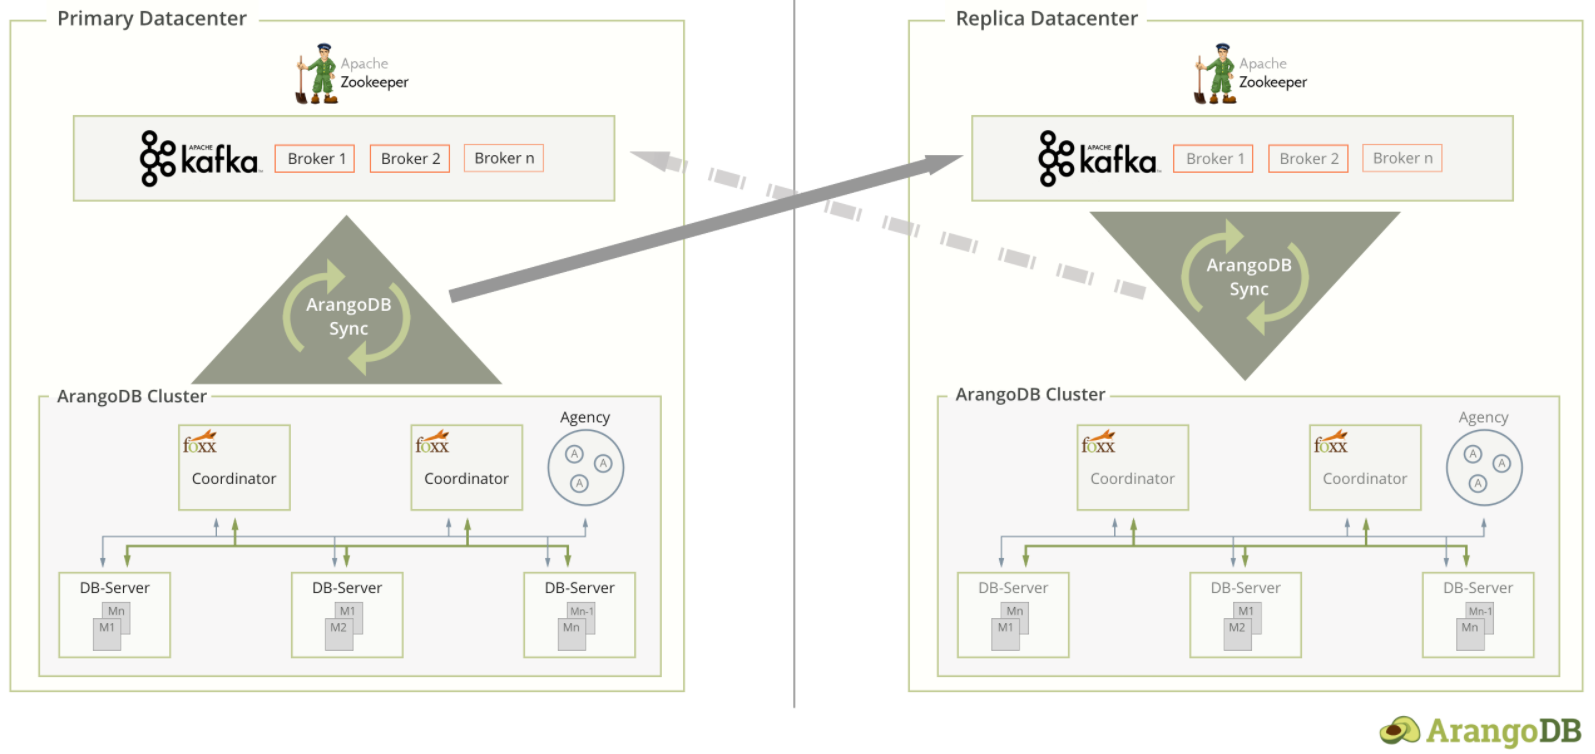 Primary Datacenter
Apache
Zookeeper
APACHE
kafka™
Broker 1
Broker 2
Broker n
ArangoDB
Sync
ArangoDB Cluster
foxx
Coordinator
foxx
Coordinator
Agency
A
A
A
DB-Server
Mn
M1
DB-Server
M1
M2
DB-Server
Mn-1
Mn
Replica Datacenter
Apache
Zookeeper
APACHE
kafka™
Broker 1
Broker 2
Broker n
ArangoDB
Sync
ArangoDB Cluster
foxx
Coordinator
foxx
Coordinator
Agency
A
A
A
DB-Server
Mn
M1
DB-Server
M1
M2
DB-Server
Mn-1
Mn
ArangoDB